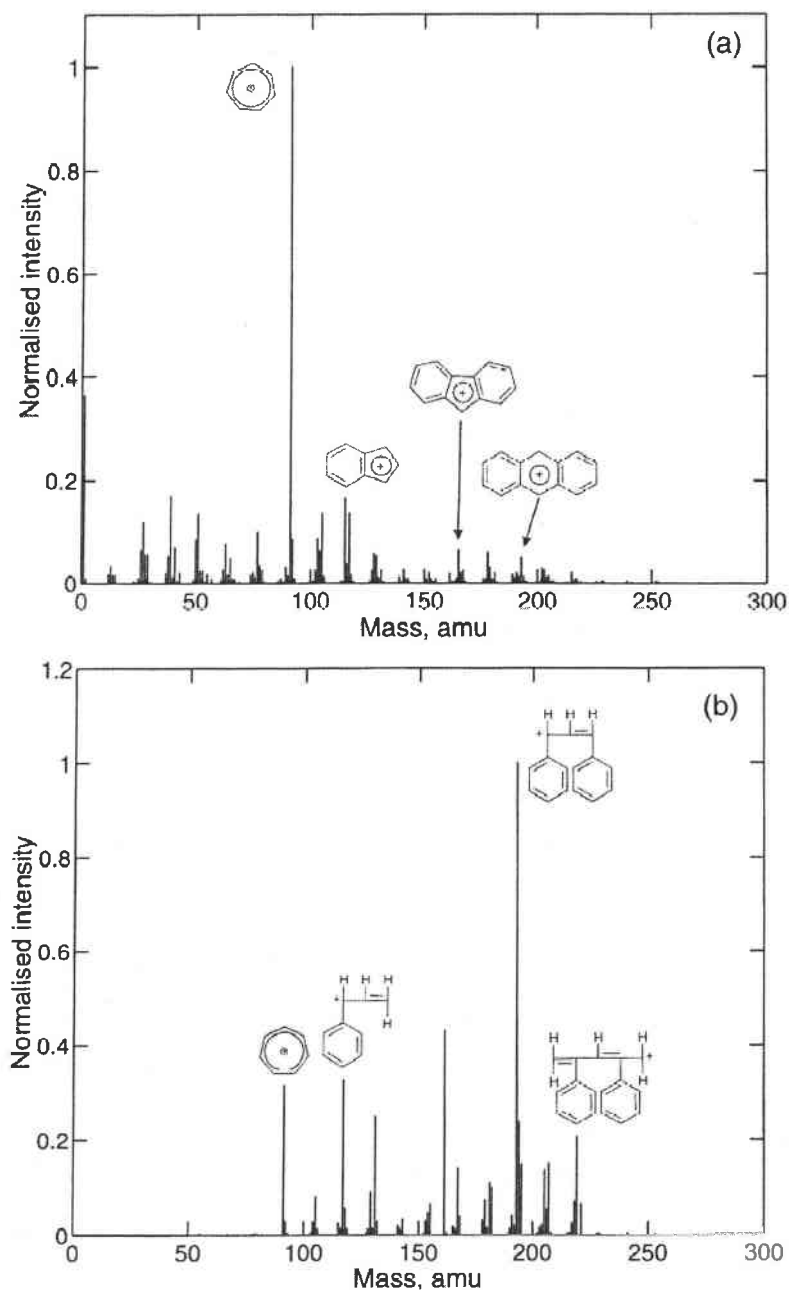 (a)
Normalised intensity
1
0.8
0.6
0.4
0.2
0
0 50 100 150 200 250 300
Mass, amu
+
+
+
+
(b)
Normalised intensity
1.2
1
0.8
0.6
0.4
0.2
0
H H H
+
H H H
+
H
+
H H H
+
H H
0 50 100 150 200 250 300
Mass, amu